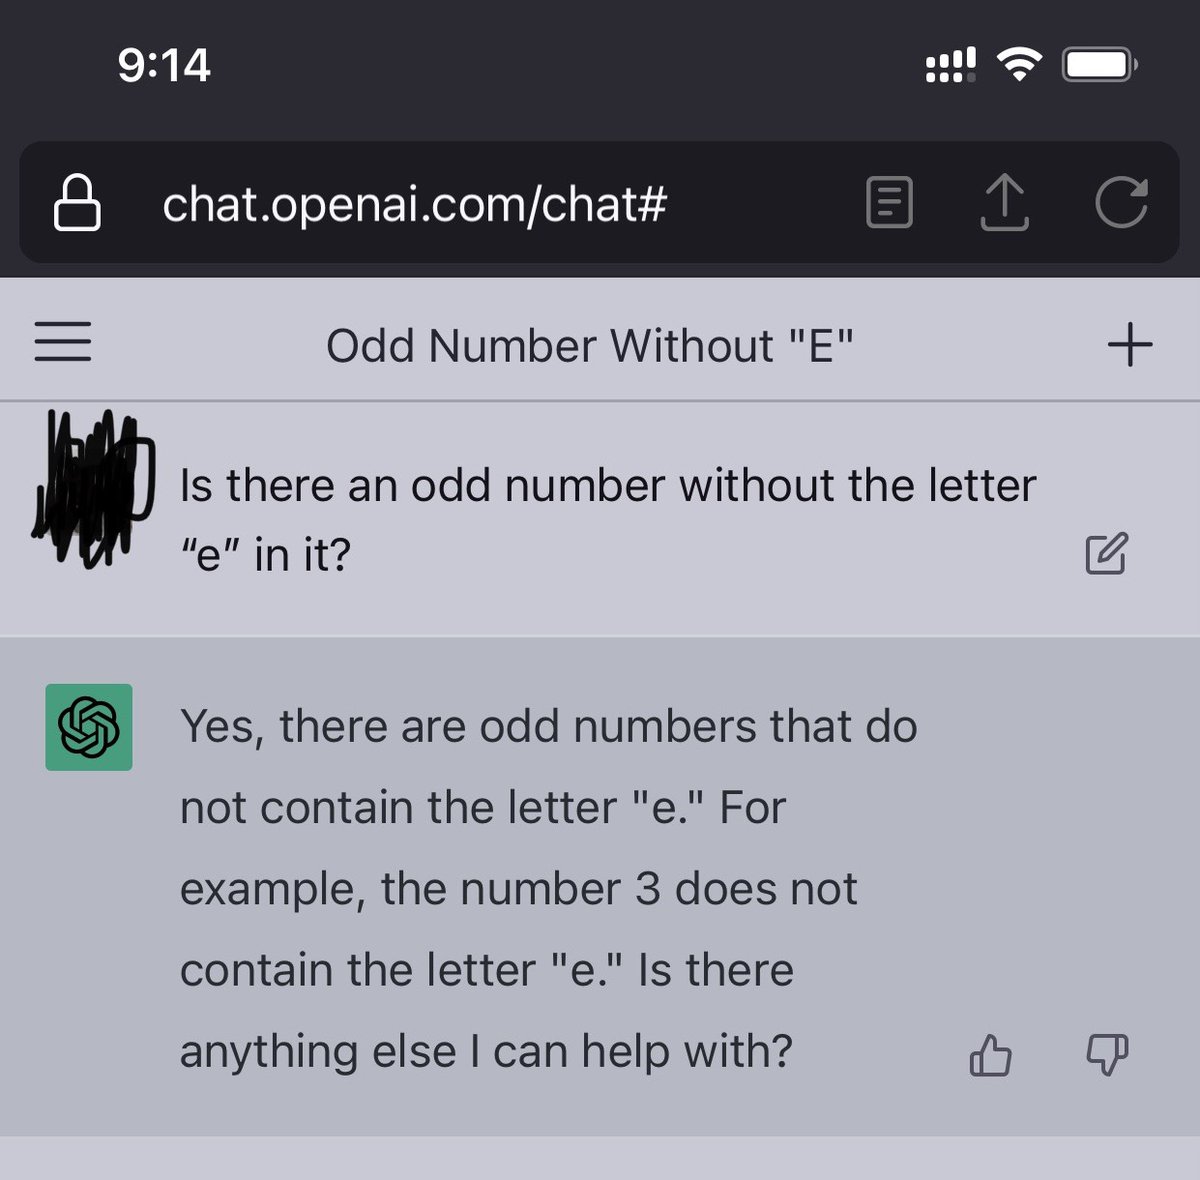 9:14
chat.openai.com/chat#
Odd Number Without "E"
Is there an odd number without the letter
“e” in it?
Yes, there are odd numbers that do
not contain the letter "e." For
example, the number 3 does not
contain the letter "e." Is there
anything else I can help with?